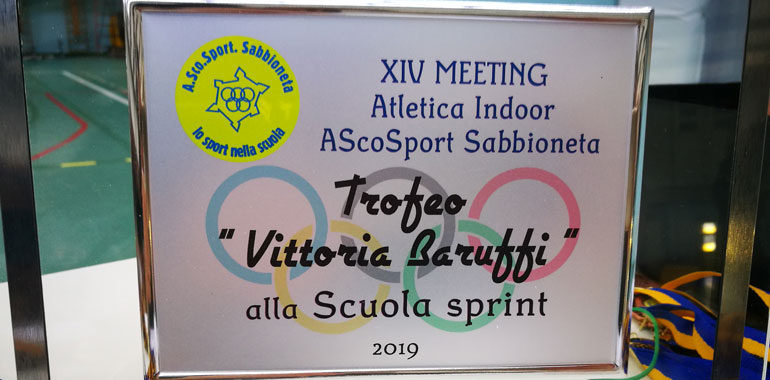 A.Sco.Sport. Sabbioneta
lo sport nella scuola
XIV MEETING
Atletica Indoor
AScoSport Sabbioneta
Trofeo
" Vittoria Baruffi "
alla Scuola sprint
2019